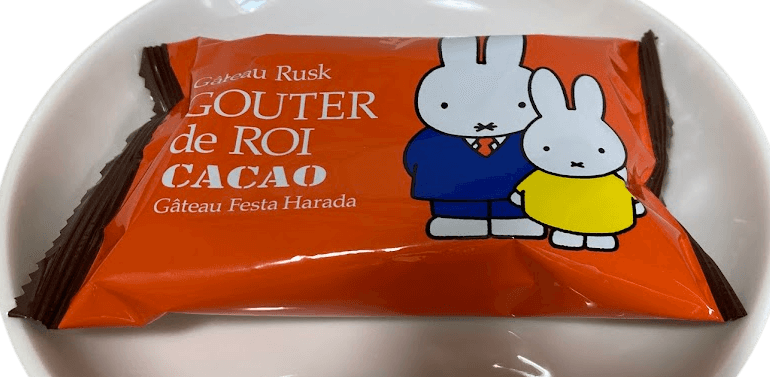 Gâteau Rusk
GOUTER
de ROI
CACAO
Gâteau Festa Harada